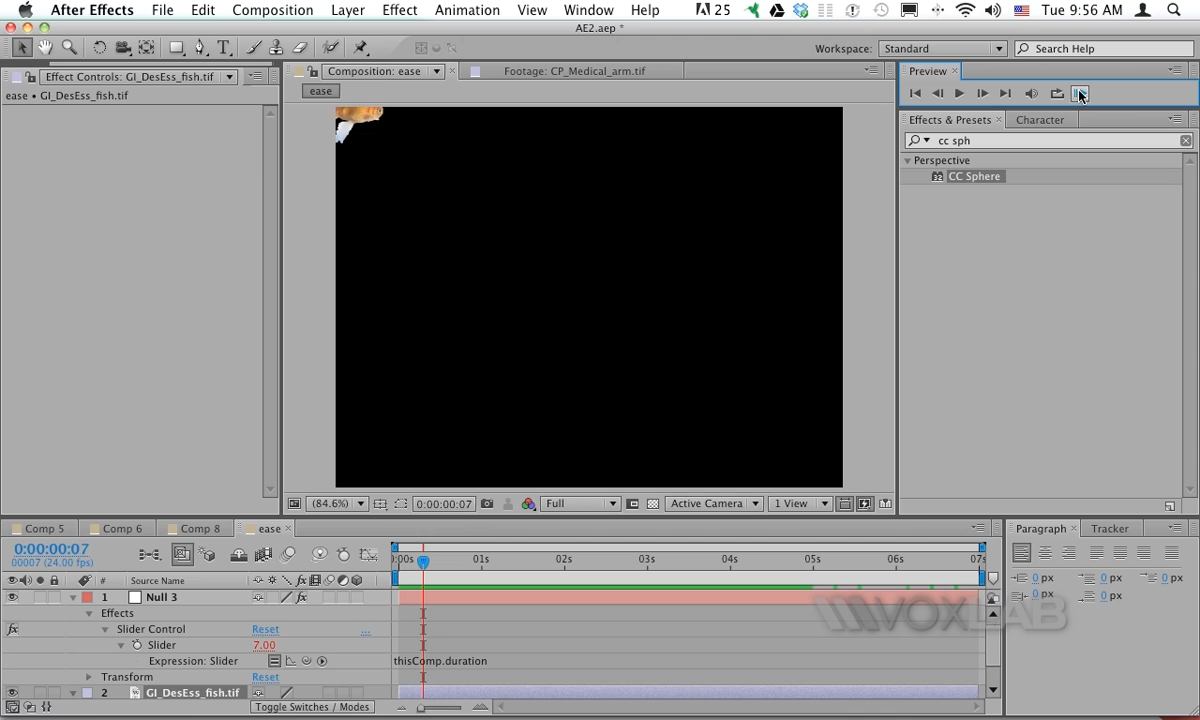 After Effects File Edit Composition Layer Effect Animation View Window Help 25 Tue 9:56 AM
AE2.aep *
Workspace: Standard Search Help
Effect Controls: GI_DesEss_fish.tif Composition: ease Footage: CP_Medical_arm.tif Preview
ease • GI_DesEss_fish.tif ease
Effects & Presets Character
cc sph
Perspective
CC Sphere
(84.6%) 0:00:00:07 Full Active Camera 1 View
Comp 5 Comp 6 Comp 8 ease Paragraph Tracker
0:00:00:07
00007 (24.00 fps)
0:00s 01s 02s 03s 04s 05s 06s 07s
# Source Name
0 px 0 px 0 px
0 px 0 px
1 Null 3
Effects
VOXLAB
Slider Control Reset ...
Slider 7.00
Expression: Slider thisComp.duration
Transform Reset
2 GI_DesEss_fish.tif
Toggle Switches / Modes